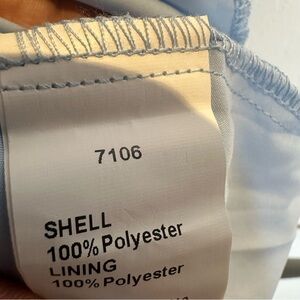 7106
SHELL
100% Polyester
LINING
100% Polyester